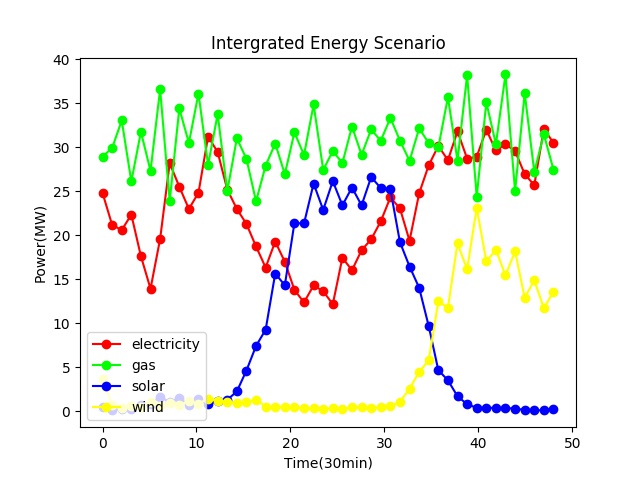 Intergrated Energy Scenario
Power(MW)
40
35
30
25
20
15
10
5
0
electricity
gas
solar
wind
0 10 20 30 40 50
Time(30min)